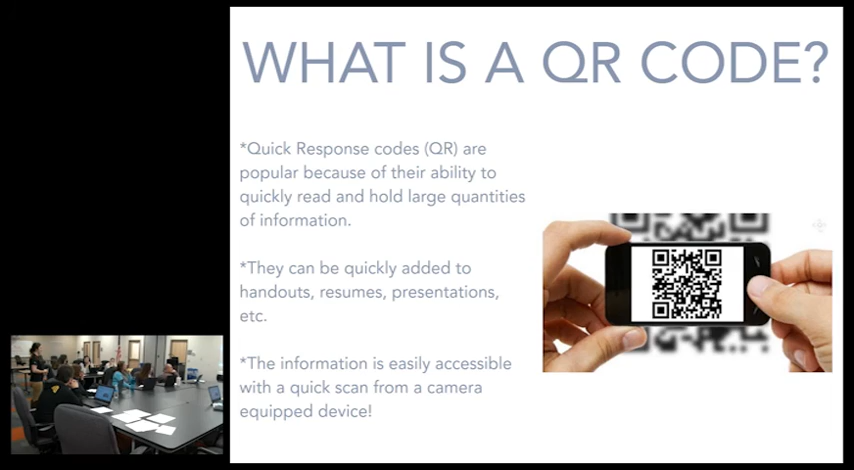 WHAT IS A QR CODE?
*Quick Response codes (QR) are
popular because of their ability to
quickly read and hold large quantities
of information.
*They can be quickly added to
handouts, resumes, presentations,
etc.
*The information is easily accessible
with a quick scan from a camera
equipped device!